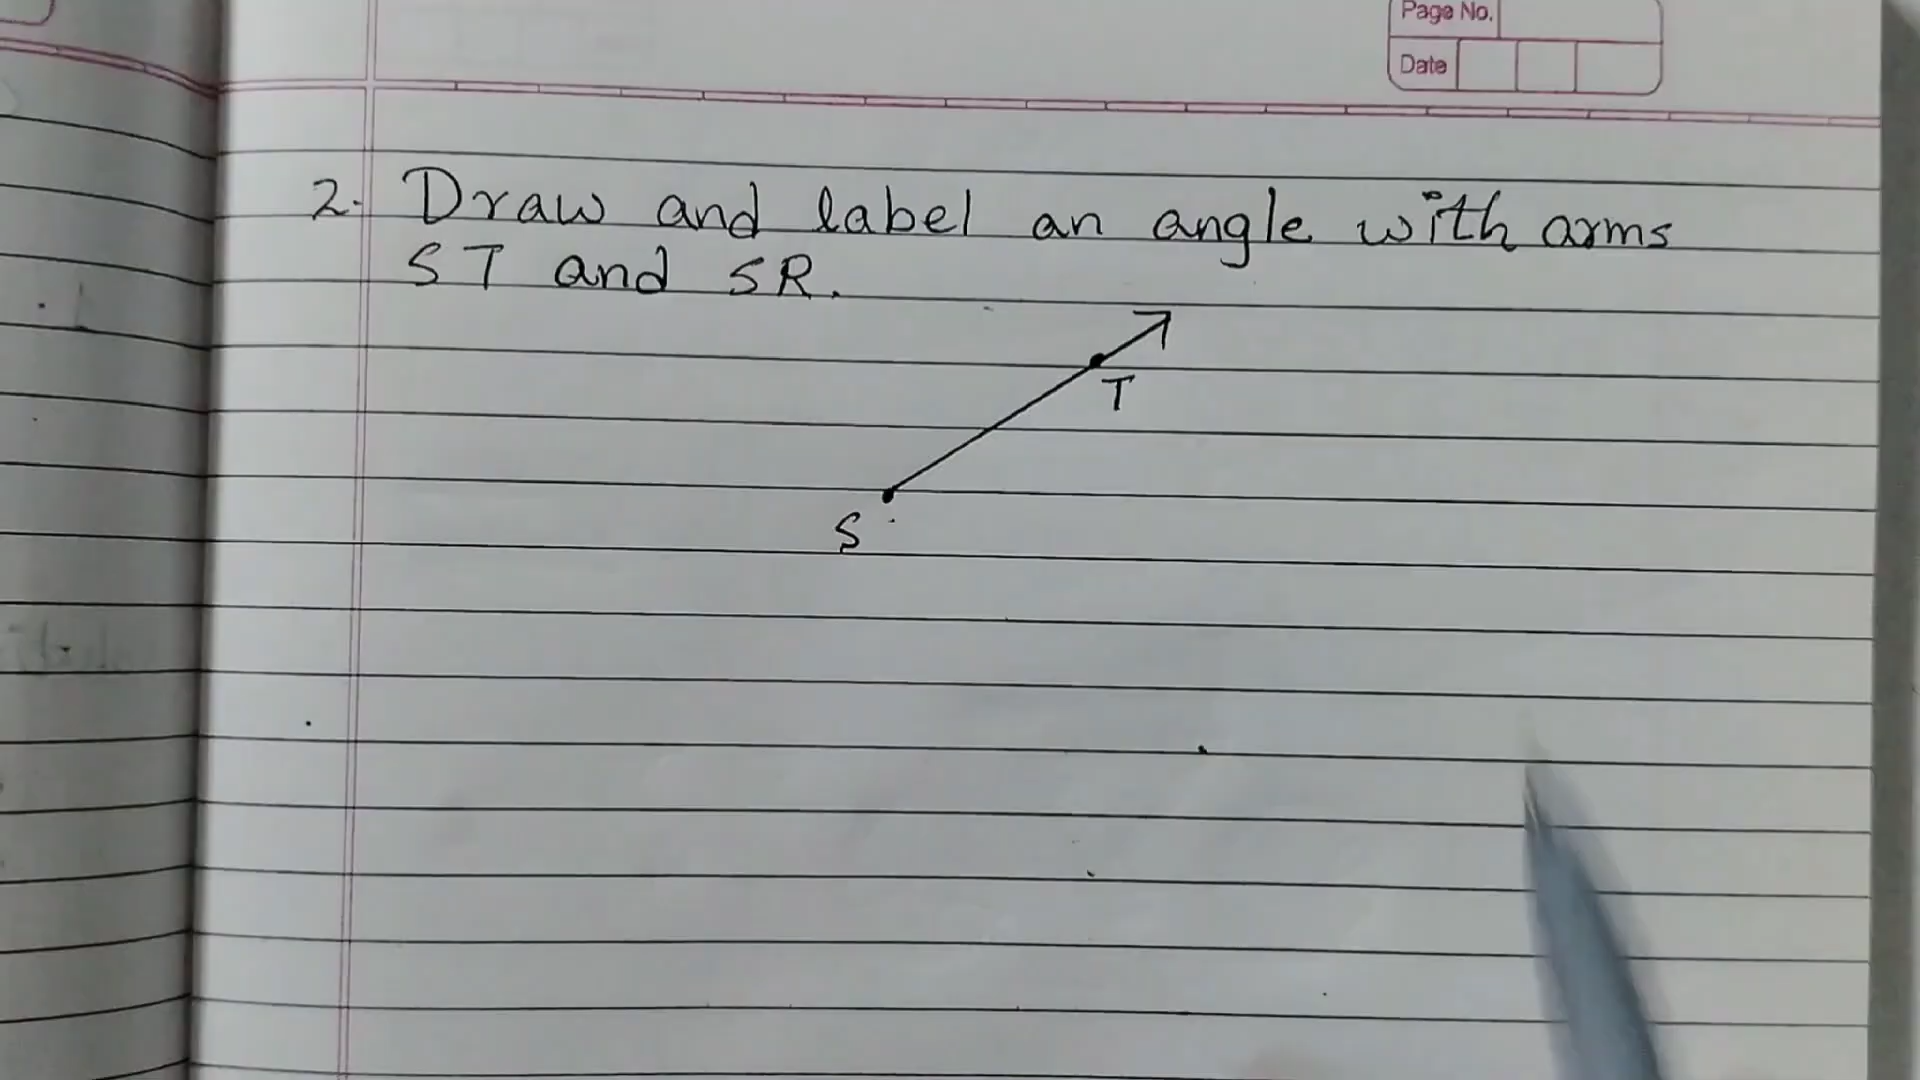 Page No.
Date
2. Draw and label an angle with arms
ST and SR.
T
S